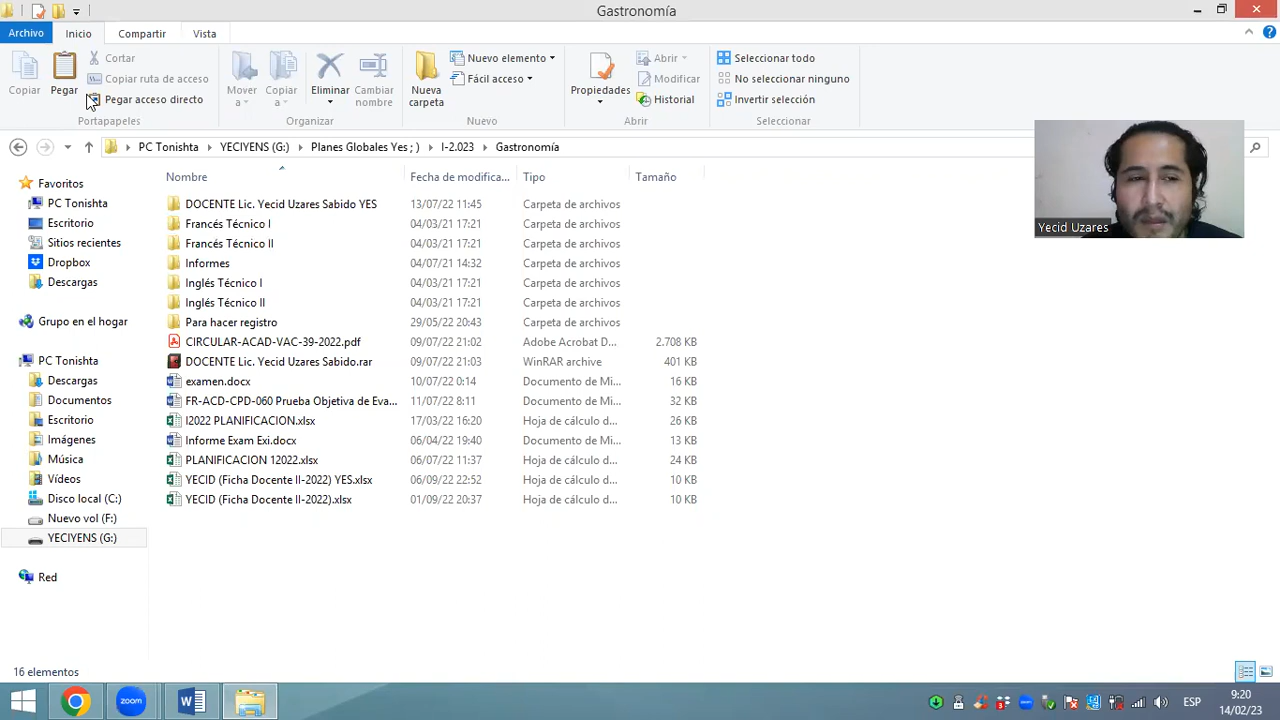 Gastronomía
Archivo
Inicio
Compartir
Vista
Copiar
Pegar
Cortar
Copiar ruta de acceso
Pegar acceso directo
Portapapeles
Mover a
Copiar a
Eliminar
Cambiar nombre
Organizar
Nueva carpeta
Nuevo elemento
Fácil acceso
Nuevo
Propiedades
Abrir
Modificar
Historial
Abrir
Seleccionar todo
No seleccionar ninguno
Invertir selección
Seleccionar
PC Tonishta
YECIYENS (G:)
Planes Globales Yes ; )
I-2.023
Gastronomía
Yecid Uzares
Favoritos
PC Tonishta
Escritorio
Sitios recientes
Dropbox
Descargas
Grupo en el hogar
PC Tonishta
Descargas
Documentos
Escritorio
Imágenes
Música
Vídeos
Disco local (C:)
Nuevo vol (F:)
YECIYENS (G:)
Red
Nombre Fecha de modifica... Tipo Tamaño
DOCENTE Lic. Yecid Uzares Sabido YES 13/07/22 11:45 Carpeta de archivos
Francés Técnico I 04/03/21 17:21 Carpeta de archivos
Francés Técnico II 04/03/21 17:21 Carpeta de archivos
Informes 04/07/21 14:32 Carpeta de archivos
Inglés Técnico I 04/03/21 17:21 Carpeta de archivos
Inglés Técnico II 04/03/21 17:21 Carpeta de archivos
Para hacer registro 29/05/22 20:43 Carpeta de archivos
CIRCULAR-ACAD-VAC-39-2022.pdf 09/07/22 21:02 Adobe Acrobat D... 2.708 KB
DOCENTE Lic. Yecid Uzares Sabido.rar 09/07/22 21:03 WinRAR archive 401 KB
examen.docx 10/07/22 0:14 Documento de Mi... 16 KB
FR-ACD-CPD-060 Prueba Objetiva de Eva... 11/07/22 8:11 Documento de Mi... 32 KB
I2022 PLANIFICACION.xlsx 17/03/22 16:20 Hoja de cálculo d... 26 KB
Informe Exam Exi.docx 06/04/22 19:40 Documento de Mi... 13 KB
PLANIFICACION 12022.xlsx 06/07/22 11:37 Hoja de cálculo d... 24 KB
YECID (Ficha Docente II-2022) YES.xlsx 06/09/22 22:52 Hoja de cálculo d... 10 KB
YECID (Ficha Docente II-2022).xlsx 01/09/22 20:37 Hoja de cálculo d... 10 KB
16 elementos
zoom
ESP
9:20
14/02/23